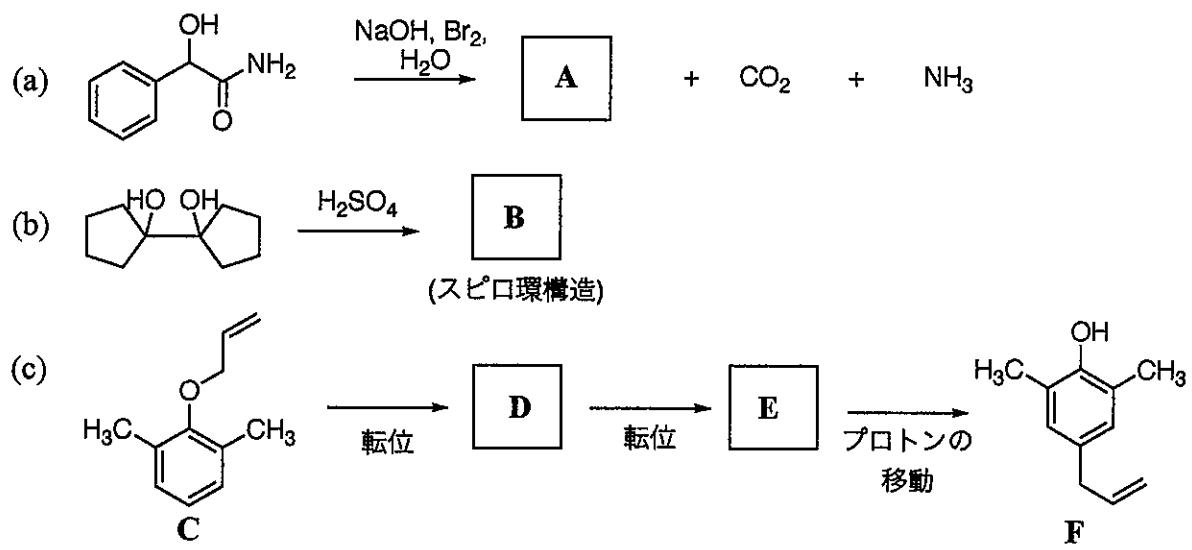 (a) OH NH₂ O NaOH, Br₂, H₂O A + CO₂ + NH₃
(b) HO OH H₂SO₄ B
(スピロ環構造)
(c) O H₃C CH₃ C 転位 D 転位 E プロトンの 移動 OH H₃C CH₃ F